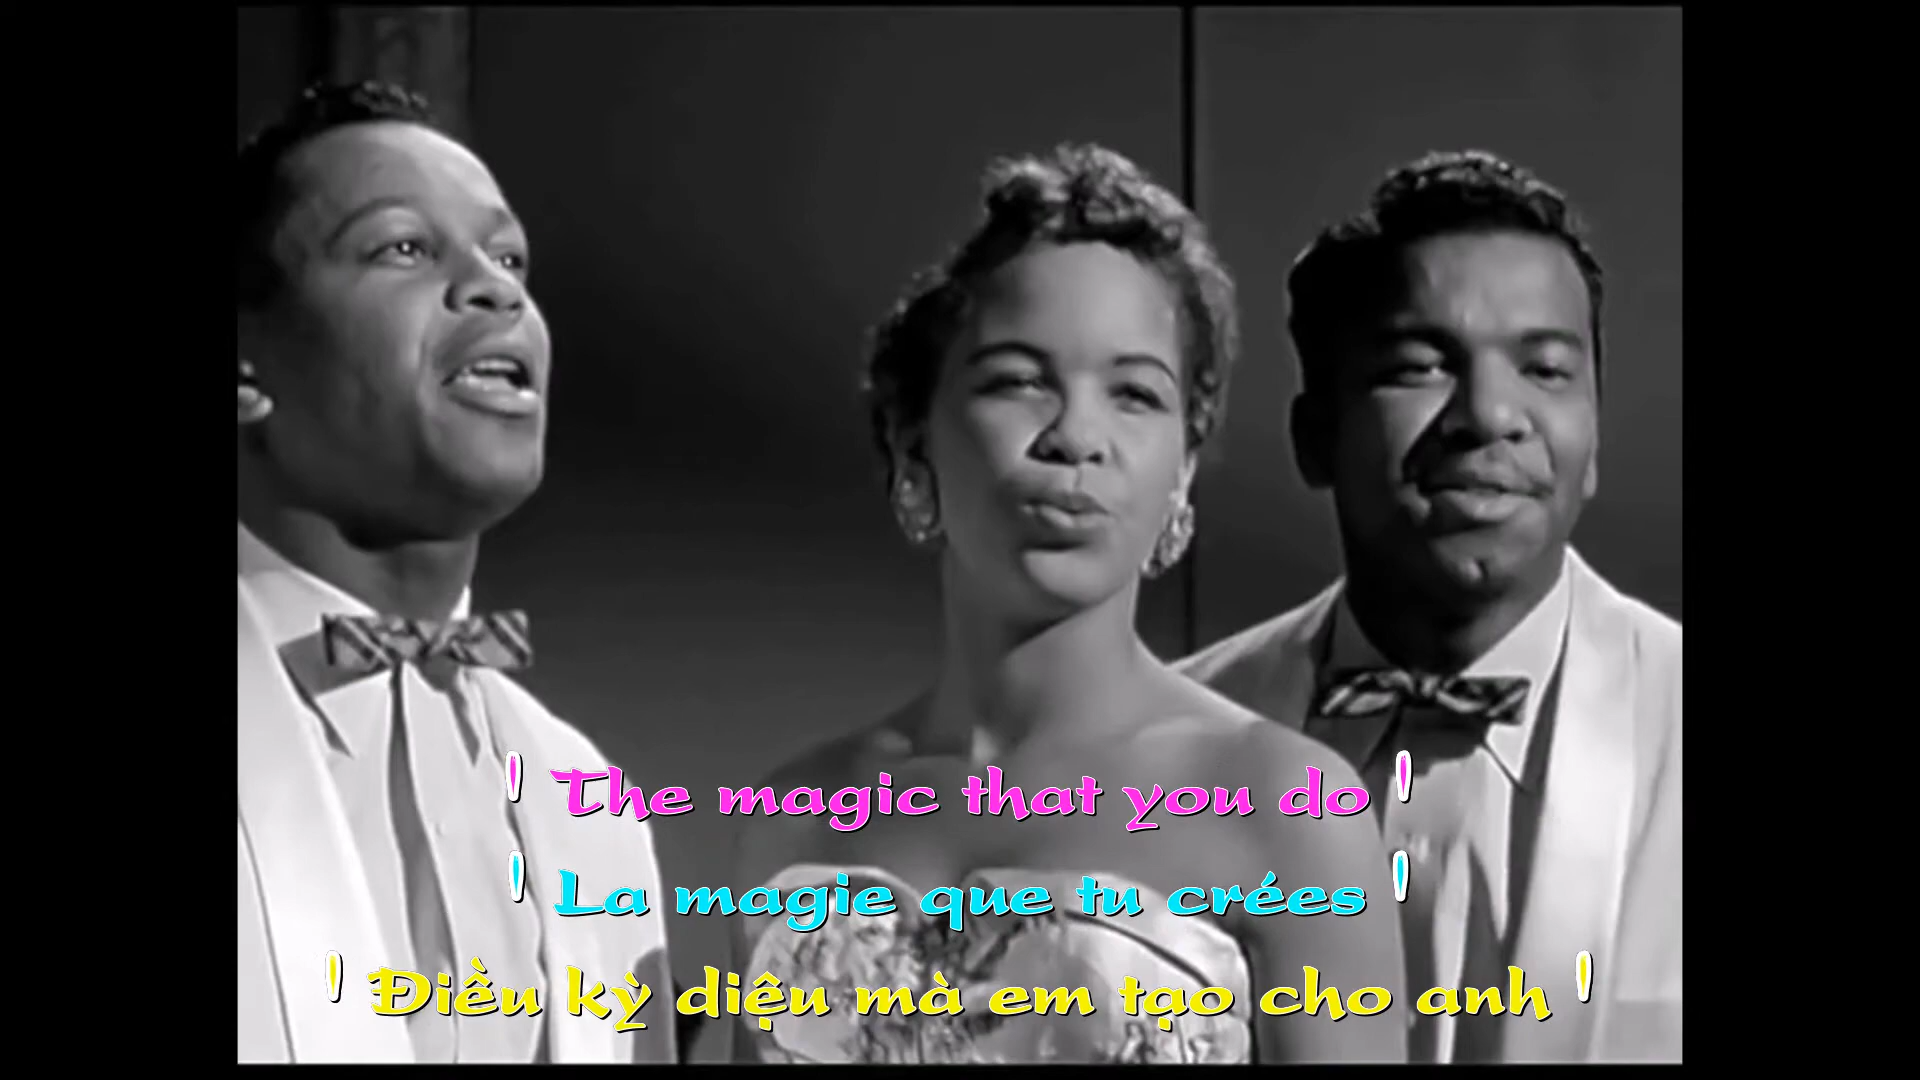 ' The magic that you do '
' La magie que tu crées '
' Điều kỳ diệu mà em tạo cho anh '